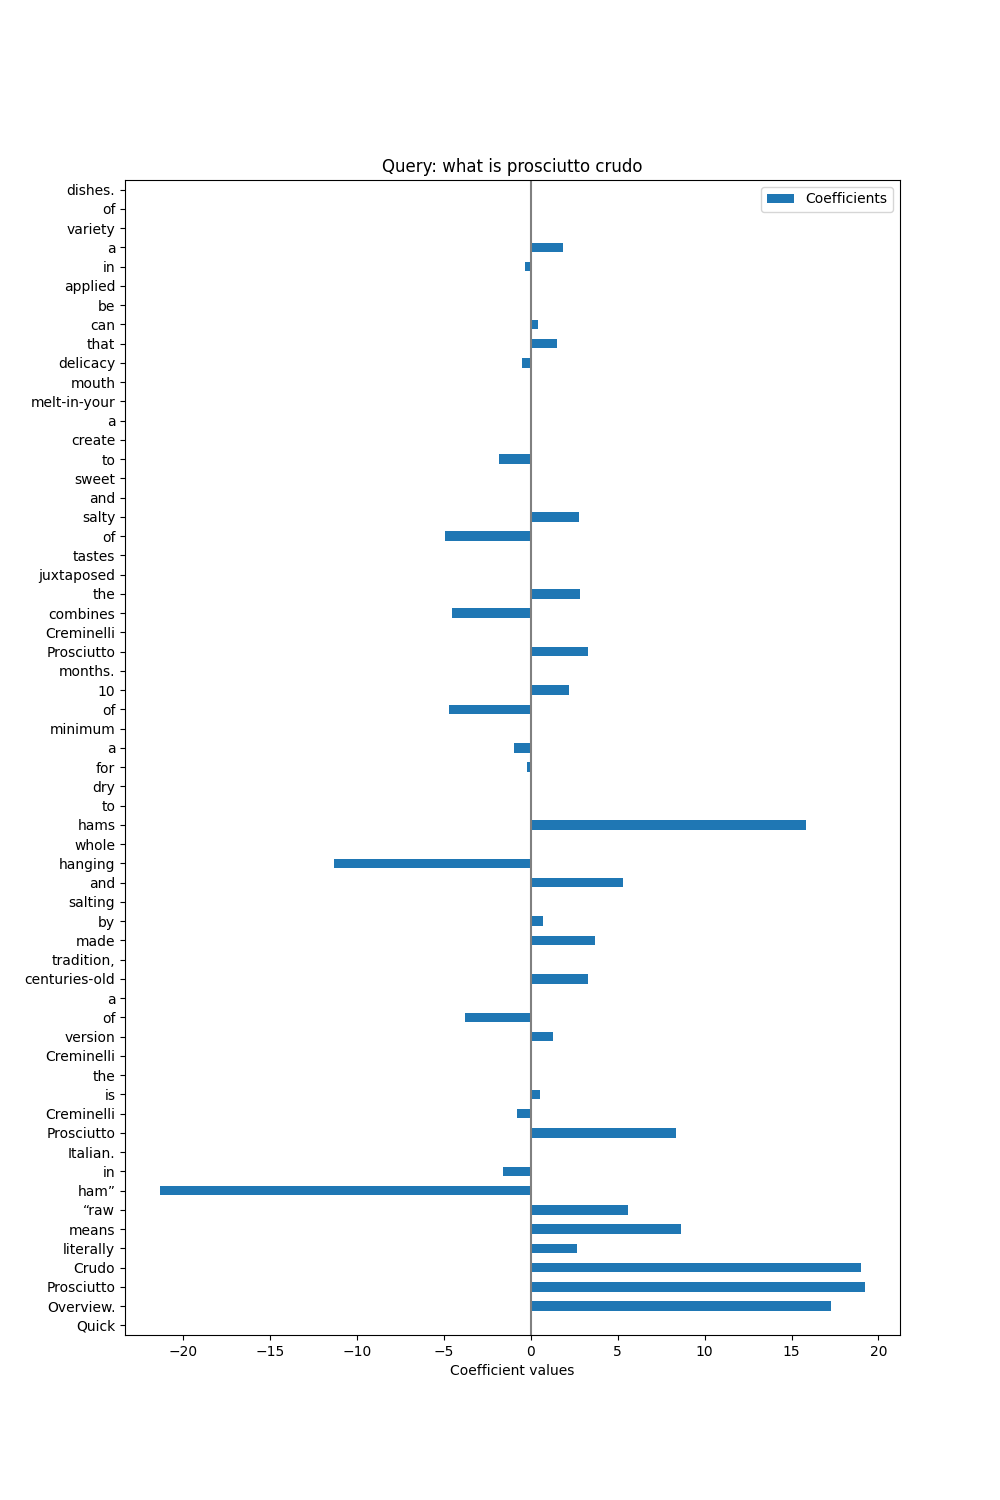 Query: what is prosciutto crudo
Coefficients
dishes.
of
variety
a
in
applied
be
can
that
delicacy
mouth
melt-in-your
a
create
to
sweet
and
salty
of
tastes
juxtaposed
the
combines
Creminelli
Prosciutto
months.
10
of
minimum
a
for
dry
to
hams
whole
hanging
and
salting
by
made
tradition,
centuries-old
a
of
version
Creminelli
the
is
Creminelli
Prosciutto
Italian.
in
ham”
“raw
means
literally
Crudo
Prosciutto
Overview.
Quick
−20 −15 −10 −5 0 5 10 15 20
Coefficient values